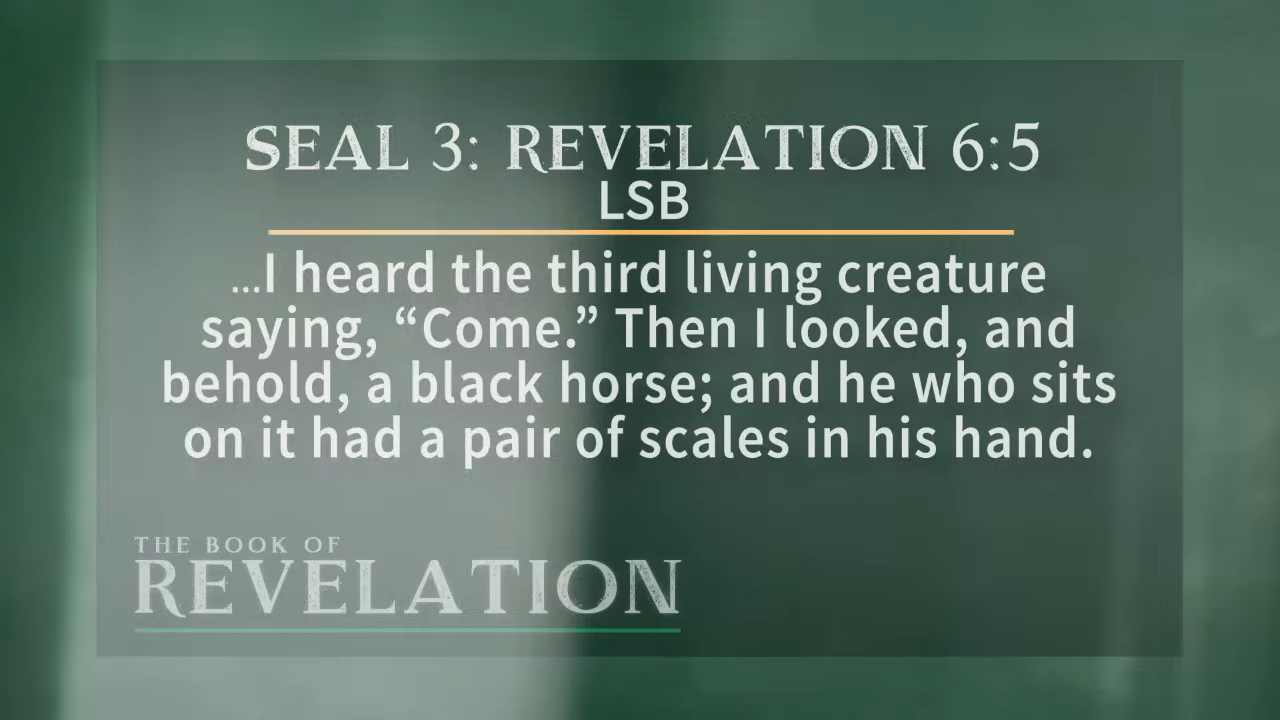 SEAL 3: REVELATION 6:5
LSB
...I heard the third living creature
saying, “Come.” Then I looked, and
behold, a black horse; and he who sits
on it had a pair of scales in his hand.
THE BOOK OF
REVELATION